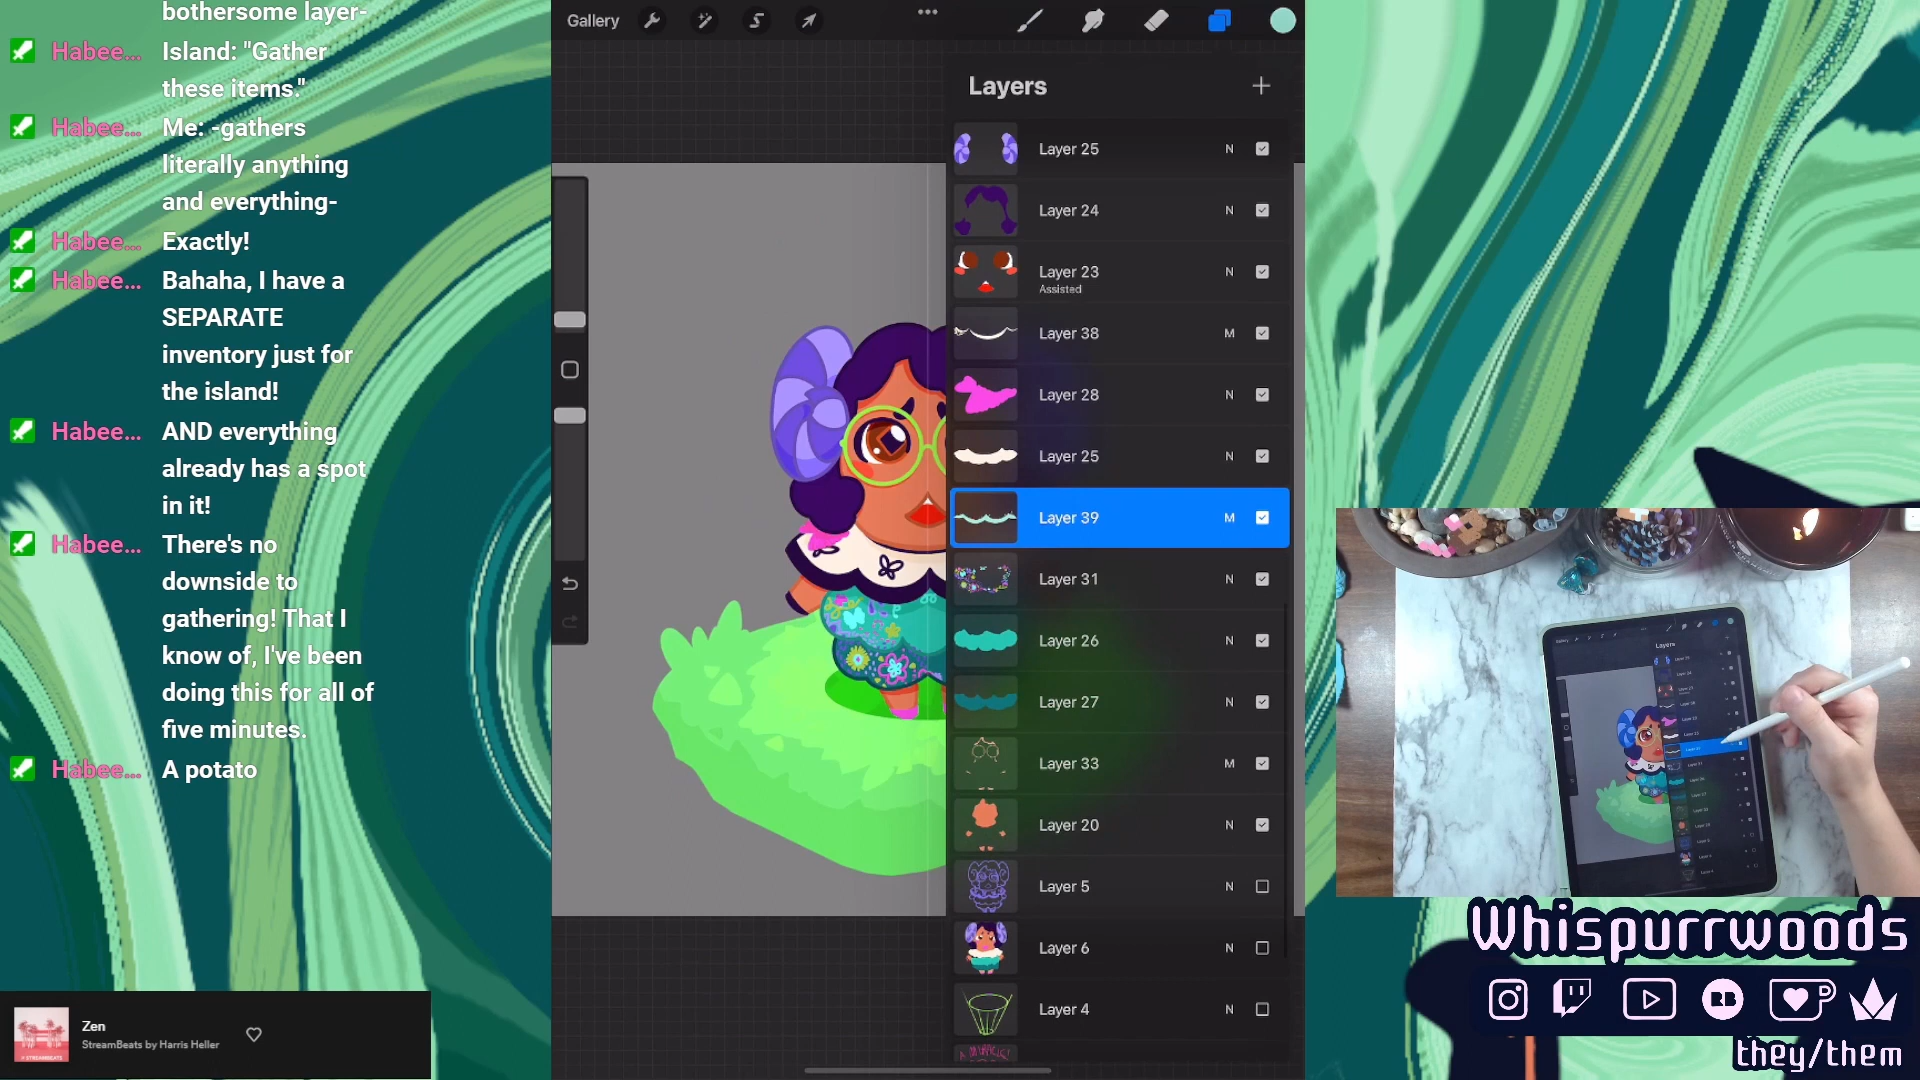 bothersome layer-
Habee... Island: "Gather
these items."
Habee... Me: -gathers
literally anything
and everything-
Habee... Exactly!
Habee... Bahaha, I have a
SEPARATE
inventory just for
the island!
Habee... AND everything
already has a spot
in it!
Habee... There's no
downside to
gathering! That I
know of, I've been
doing this for all of
five minutes.
Habee... A potato
Zen
StreamBeats by Harris Heller
Gallery
Layers
Layer 25 N
Layer 24 N
Layer 23 N
Assisted
Layer 38 M
Layer 28 N
Layer 25 N
Layer 39 M
Layer 31 N
Layer 26 N
Layer 27 N
Layer 33 M
Layer 20 N
Layer 5 N
Layer 6 N
Layer 4 N
Whispurrwoods
they/them